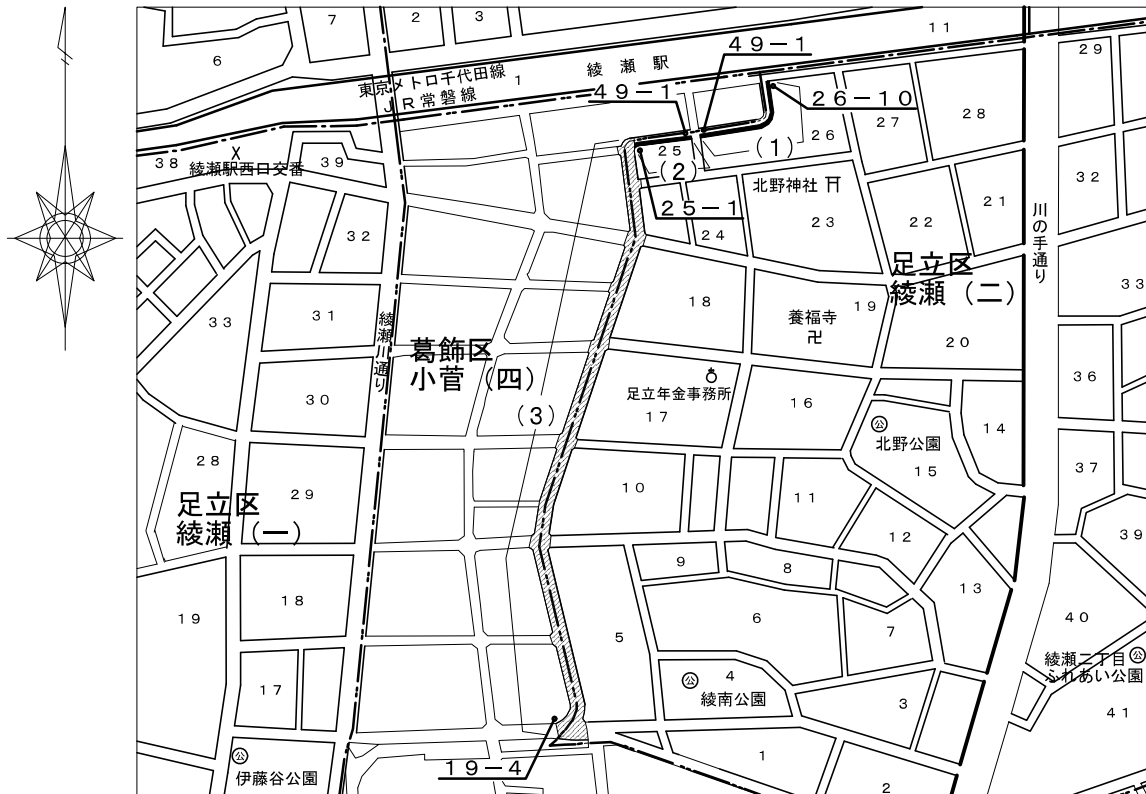 7
2
3
11
6
29
東京メトロ千代田線
1
綾瀬駅
JR常磐線
49-1
49-1
26-10
28
27
26
25
(1)
(2)
38
綾瀬駅西口交番
39
北野神社
32
21
25-1
23
22
24
32
川の手通り
足立区
綾瀬(二)
33
18
養福寺
卍
19
20
33
31
綾瀬川通り
葛飾区
小菅(四)
足立年金事務所
17
16
36
30
(3)
公
北野公園
15
14
28
29
足立区
綾瀬(一)
10
11
37
12
39
9
8
13
19
18
5
6
7
40
綾瀬二丁目
ふれあい公園
公
17
公
4
綾南公園
3
41
公
伊藤谷公園
19-4
1
2